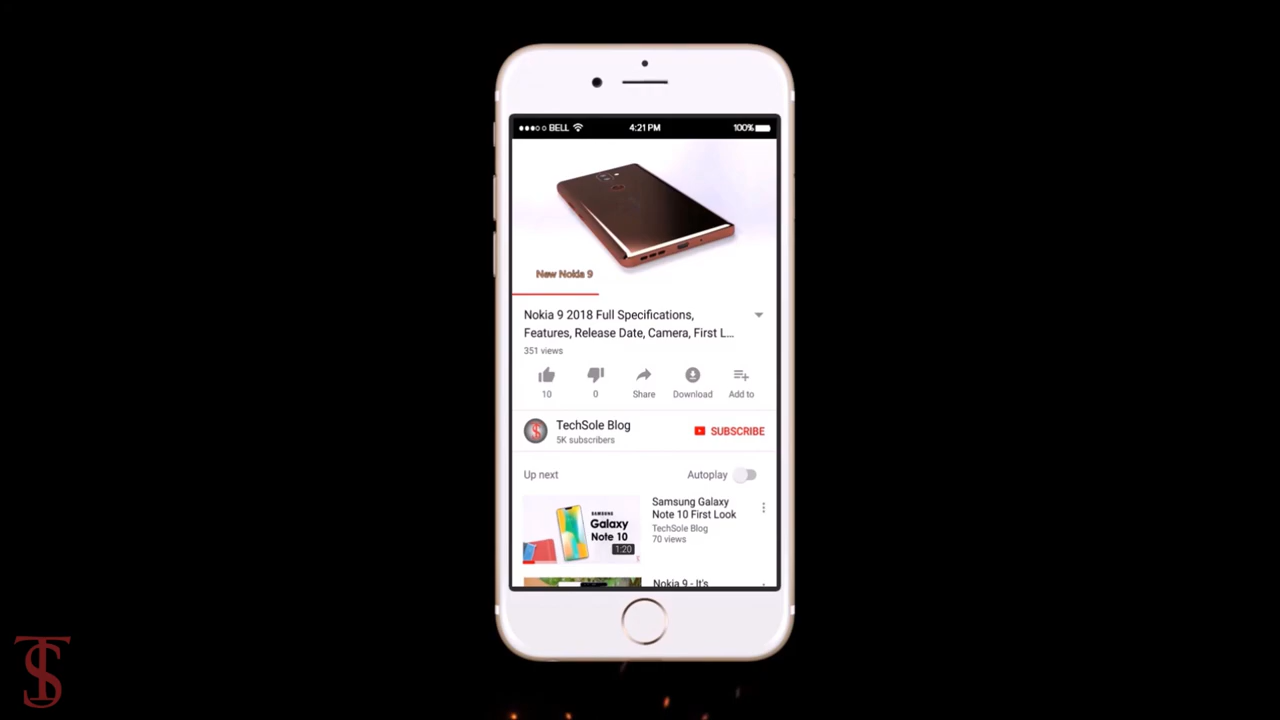 BELL
4:21 PM
100%
New Nokia 9
Nokia 9 2018 Full Specifications,
Features, Release Date, Camera, First L...
351 views
10
0
Share
Download
Add to
TechSole Blog
5K subscribers
SUBSCRIBE
Up next
Autoplay
SAMSUNG
Galaxy
Note 10
1:20
Samsung Galaxy
Note 10 First Look
TechSole Blog
70 views
Nokia 9 - It's
TS